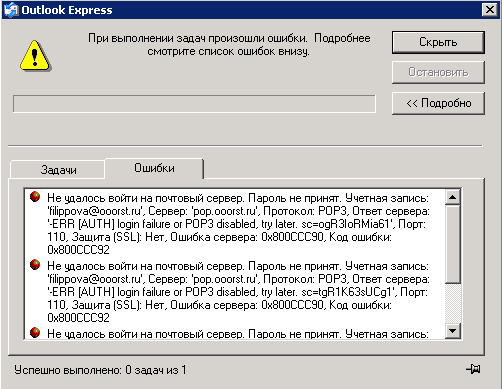 Outlook Express
При выполнении задач произошли ошибки. Подробнее
смотрите список ошибок внизу.
Скрыть
Остановить
<< Подробно
Задачи
Ошибки
Не удалось войти на почтовый сервер. Пароль не принят. Учетная запись:
'filippova@ooorst.ru', Сервер: 'pop.ooorst.ru', Протокол: POP3, Ответ сервера:
'-ERR [AUTH] login failure or POP3 disabled, try later. sc=ogR3loRMia61', Порт:
110, Защита (SSL): Нет, Ошибка сервера: 0x800CCC90, Код ошибки:
0x800CCC92
Не удалось войти на почтовый сервер. Пароль не принят. Учетная запись:
'filippova@ooorst.ru', Сервер: 'pop.ooorst.ru', Протокол: POP3, Ответ сервера:
'-ERR [AUTH] login failure or POP3 disabled, try later. sc=tgR1K63sUCg1', Порт:
110, Защита (SSL): Нет, Ошибка сервера: 0x800CCC90, Код ошибки:
0x800CCC92
Не удалось войти на почтовый сервер. Пароль не принят. Учетная запись:
Успешно выполнено: 0 задач из 1